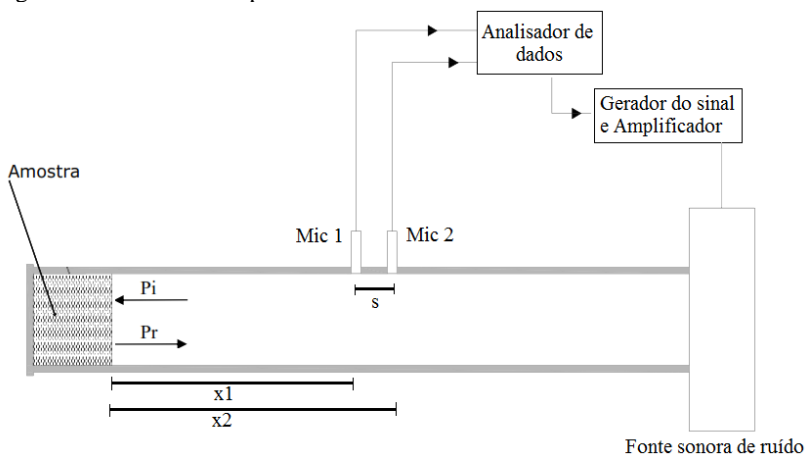 Analisador de
dados
Gerador do sinal
e Amplificador
Amostra
Mic 1
Mic 2
Pi
s
Pr
x1
x2
Fonte sonora de ruído